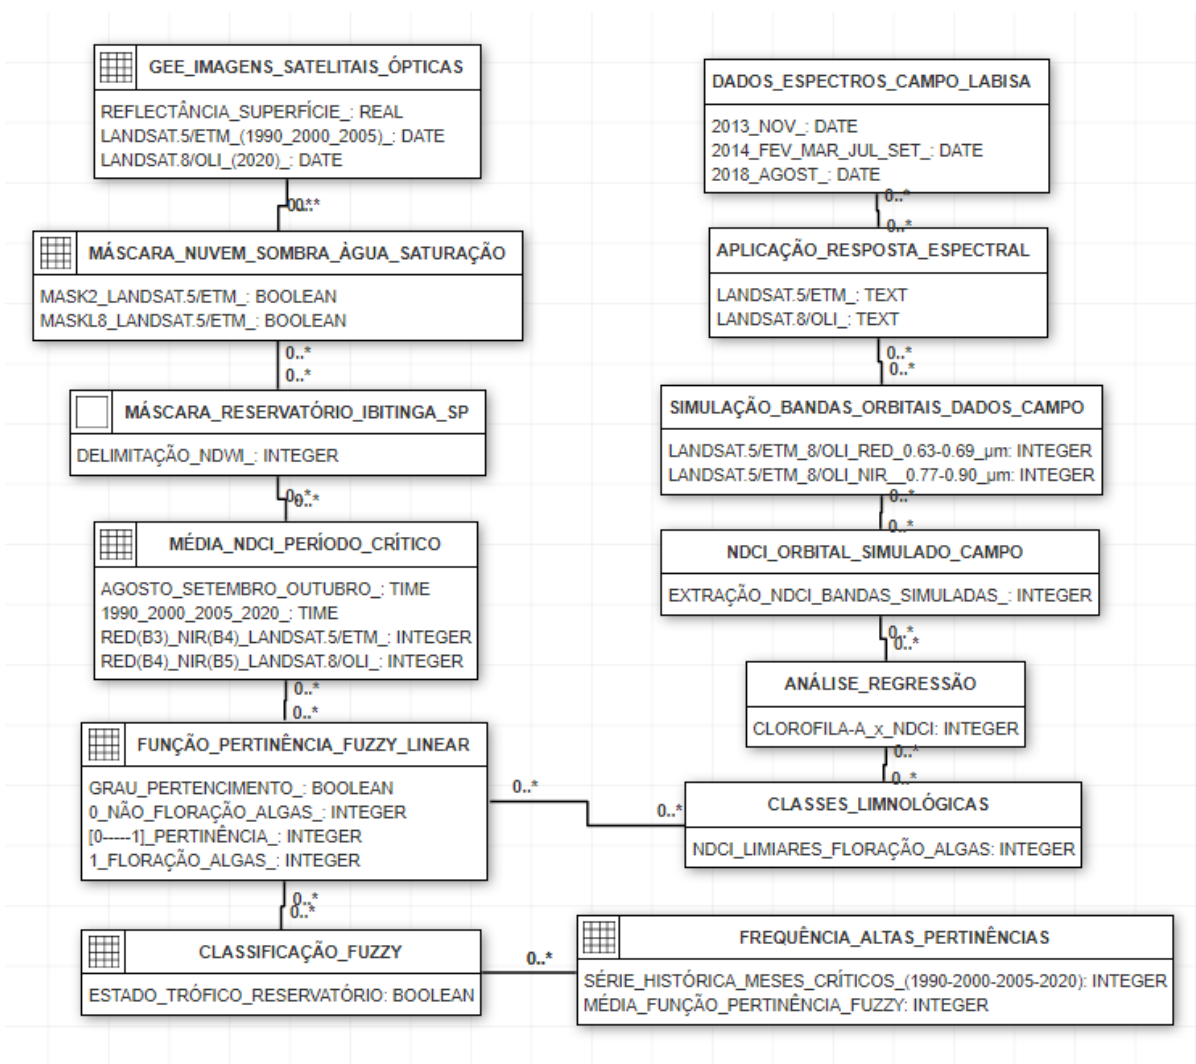 GEE_IMAGENS_SATELITAIS_ÓPTICAS
REFLECTÂNCIA_SUPERFÍCIE_: REAL
LANDSAT.5/ETM_(1990_2000_2005)_: DATE
LANDSAT.8/OLI_(2020)_: DATE
0..*
MÁSCARA_NUVEM_SOMBRA_ÀGUA_SATURAÇÃO
MASK2_LANDSAT.5/ETM_: BOOLEAN
MASKL8_LANDSAT.5/ETM_: BOOLEAN
0..*
0..*
MÁSCARA_RESERVATÓRIO_IBITINGA_SP
DELIMITAÇÃO_NDWI_: INTEGER
0..*
0..*
MÉDIA_NDCI_PERÍODO_CRÍTICO
AGOSTO_SETEMBRO_OUTUBRO_: TIME
1990_2000_2005_2020_: TIME
RED(B3)_NIR(B4)_LANDSAT.5/ETM_: INTEGER
RED(B4)_NIR(B5)_LANDSAT.8/OLI_: INTEGER
0..*
0..*
FUNÇÃO_PERTINÊNCIA_FUZZY_LINEAR
GRAU_PERTENCIMENTO_: BOOLEAN
0_NÃO_FLORAÇÃO_ALGAS_: INTEGER
[0-----1]_PERTINÊNCIA_: INTEGER
1_FLORAÇÃO_ALGAS_: INTEGER
0..*
0..*
CLASSIFICAÇÃO_FUZZY
ESTADO_TRÓFICO_RESERVATÓRIO: BOOLEAN
0..*
DADOS_ESPECTROS_CAMPO_LABISA
2013_NOV_: DATE
2014_FEV_MAR_JUL_SET_: DATE
2018_AGOST_: DATE
0..*
0..*
APLICAÇÃO_RESPOSTA_ESPECTRAL
LANDSAT.5/ETM_: TEXT
LANDSAT.8/OLI_: TEXT
0..*
0..*
SIMULAÇÃO_BANDAS_ORBITAIS_DADOS_CAMPO
LANDSAT.5/ETM_8/OLI_RED_0.63-0.69_µm: INTEGER
LANDSAT.5/ETM_8/OLI_NIR__0.77-0.90_µm: INTEGER
0..*
0..*
NDCI_ORBITAL_SIMULADO_CAMPO
EXTRAÇÃO_NDCI_BANDAS_SIMULADAS_: INTEGER
0..*
0..*
ANÁLISE_REGRESSÃO
CLOROFILA-A_x_NDCI: INTEGER
0..*
0..*
CLASSES_LIMNOLÓGICAS
NDCI_LIMIARES_FLORAÇÃO_ALGAS: INTEGER
0..*
0..*
FREQUÊNCIA_ALTAS_PERTINÊNCIAS
SÉRIE_HISTÓRICA_MESES_CRÍTICOS_(1990-2000-2005-2020): INTEGER
MÉDIA_FUNÇÃO_PERTINÊNCIA_FUZZY: INTEGER